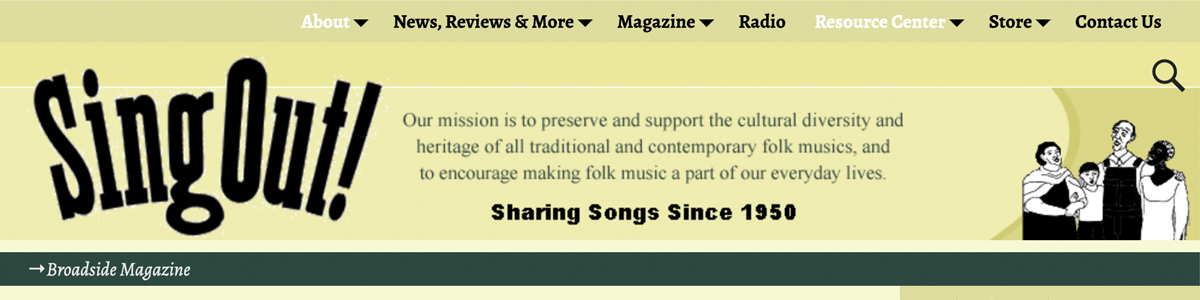 About News, Reviews & More Magazine Radio Resource Center Store Contact Us
Sing Out!
Our mission is to preserve and support the cultural diversity and
heritage of all traditional and contemporary folk musics, and
to encourage making folk music a part of our everyday lives.
Sharing Songs Since 1950
→Broadside Magazine